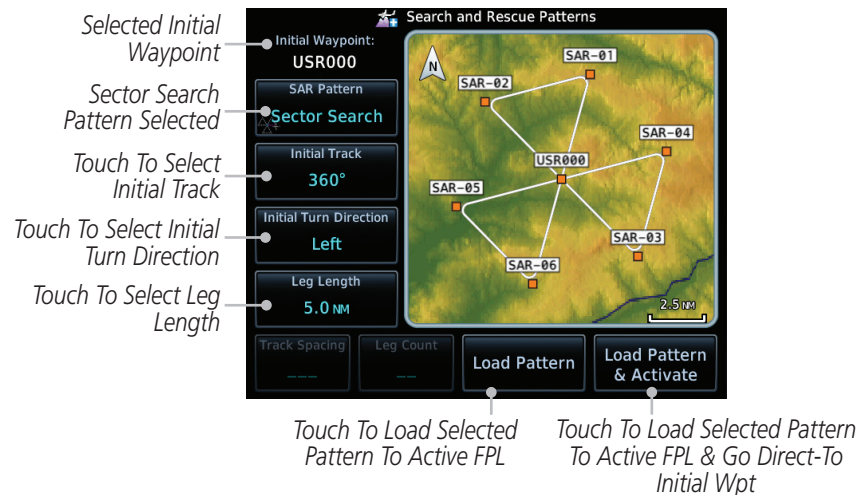 Search and Rescue Patterns
Selected Initial
Waypoint
Initial Waypoint:
USR000
Sector Search
Pattern Selected
SAR Pattern
Sector Search
Touch To Select
Initial Track
Initial Track
360°
Touch To Select Initial
Turn Direction
Initial Turn Direction
Left
Touch To Select Leg
Length
Leg Length
5.0 NM
N
SAR-01
SAR-02
SAR-04
USR000
SAR-05
SAR-03
SAR-06
2.5 NM
Track Spacing
___
Leg Count
__
Load Pattern
Load Pattern
& Activate
Touch To Load Selected
Pattern To Active FPL
Touch To Load Selected Pattern
To Active FPL & Go Direct-To
Initial Wpt